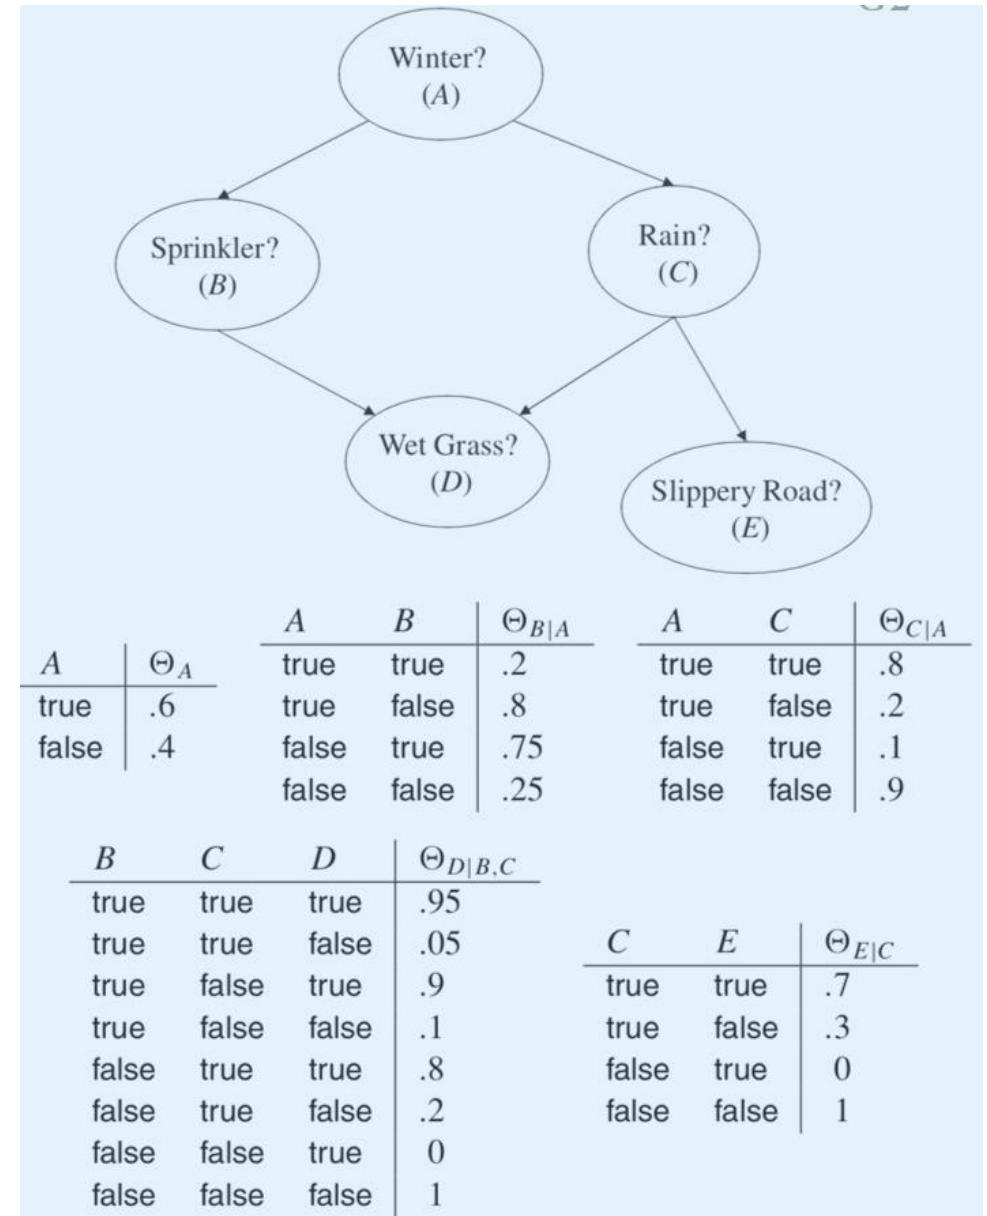 Winter?
(A)
Sprinkler?
(B)
Rain?
(C)
Wet Grass?
(D)
Slippery Road?
(E)
A Θ_A
true .6
false .4
A B Θ_{B|A}
true true .2
true false .8
false true .75
false false .25
A C Θ_{C|A}
true true .8
true false .2
false true .1
false false .9
B C D Θ_{D|B,C}
true true true .95
true true false .05
true false true .9
true false false .1
false true true .8
false true false .2
false false true 0
false false false 1
C E Θ_{E|C}
true true .7
true false .3
false true 0
false false 1